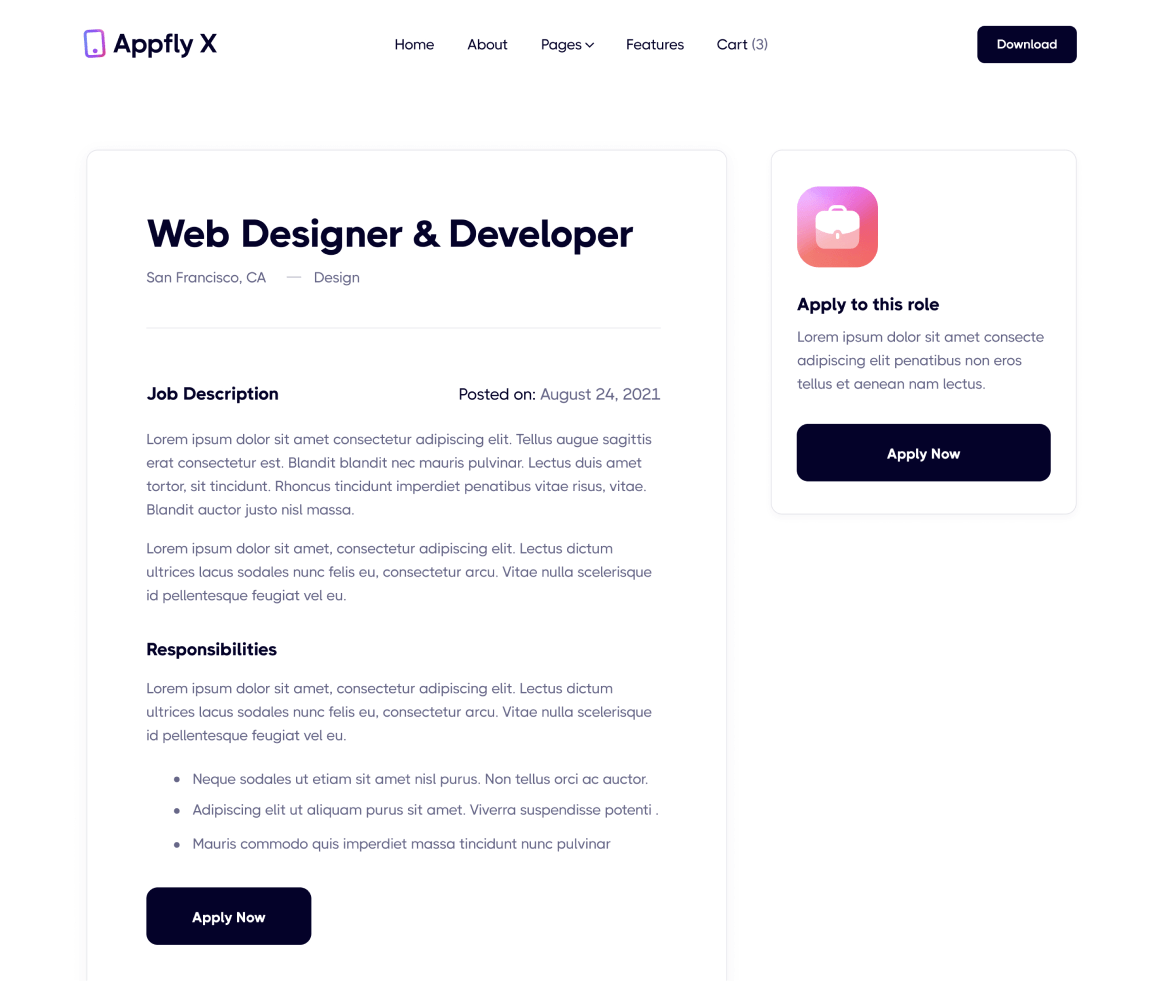 Appfly X
Home About Pages Features Cart (3)
Download
Web Designer & Developer
San Francisco, CA — Design
Job Description
Posted on: August 24, 2021
Lorem ipsum dolor sit amet consectetur adipiscing elit. Tellus augue sagittis
erat consectetur est. Blandit blandit nec mauris pulvinar. Lectus duis amet
tortor, sit tincidunt. Rhoncus tincidunt imperdiet penatibus vitae risus, vitae.
Blandit auctor justo nisl massa.
Lorem ipsum dolor sit amet, consectetur adipiscing elit. Lectus dictum
ultrices lacus sodales nunc felis eu, consectetur arcu. Vitae nulla scelerisque
id pellentesque feugiat vel eu.
Responsibilities
Lorem ipsum dolor sit amet, consectetur adipiscing elit. Lectus dictum
ultrices lacus sodales nunc felis eu, consectetur arcu. Vitae nulla scelerisque
id pellentesque feugiat vel eu.
• Neque sodales ut etiam sit amet nisl purus. Non tellus orci ac auctor.
• Adipiscing elit ut aliquam purus sit amet. Viverra suspendisse potenti .
• Mauris commodo quis imperdiet massa tincidunt nunc pulvinar
Apply Now
Apply to this role
Lorem ipsum dolor sit amet consecte
adipiscing elit penatibus non eros
tellus et aenean nam lectus.
Apply Now